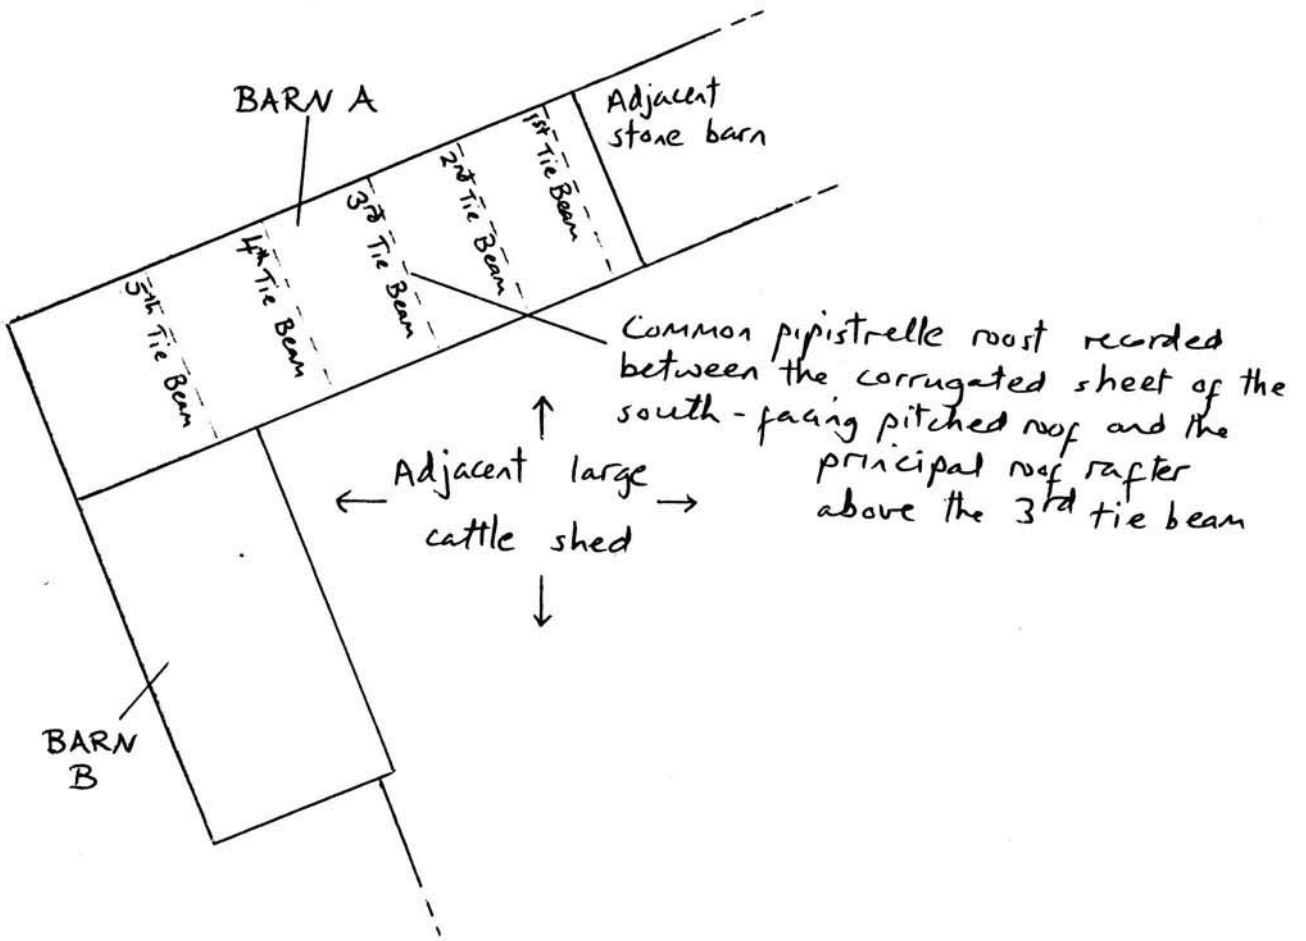 BARN A
Adjacent
stone barn
1st Tie Beam
2nd Tie Beam
3rd Tie Beam
4th Tie Beam
5th Tie Beam
Common pipistrelle roost recorded
between the corrugated sheet of the
south-facing pitched roof and the
principal roof rafter
above the 3rd tie beam
Adjacent large
cattle shed
BARN
B